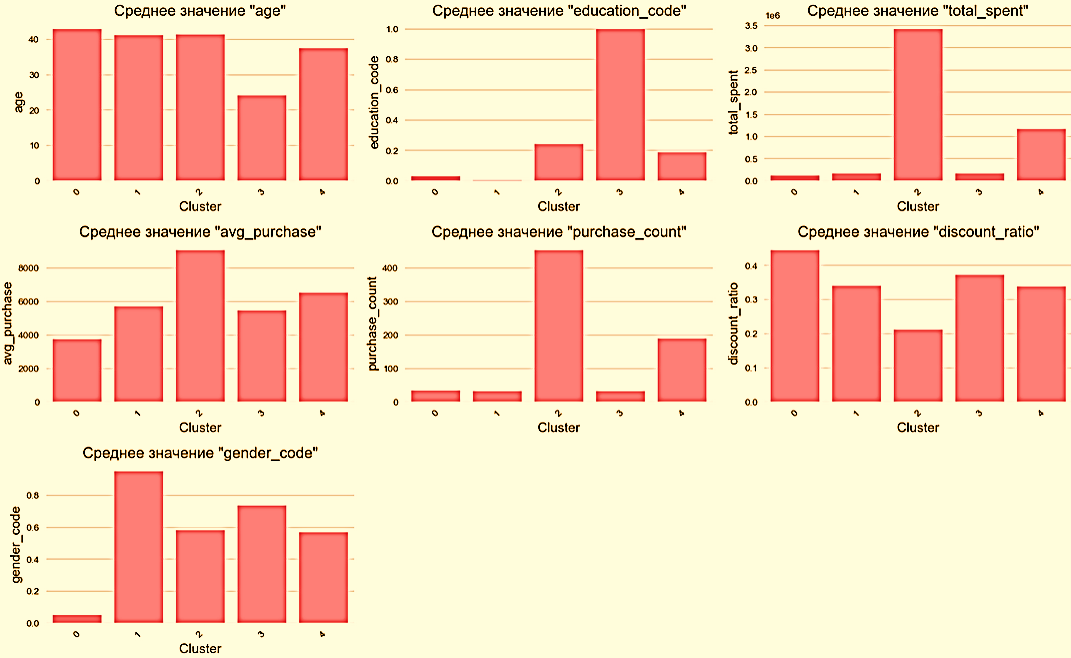 Среднее значение "age"
age
40
30
20
10
0
0 1 2 3 4
Cluster
Среднее значение "education_code"
education_code
1.0
0.8
0.6
0.4
0.2
0.0
0 1 2 3 4
Cluster
Среднее значение "total_spent"
1e6
total_spent
3.5
3.0
2.5
2.0
1.5
1.0
0.5
0.0
0 1 2 3 4
Cluster
Среднее значение "avg_purchase"
avg_purchase
8000
6000
4000
2000
0
0 1 2 3 4
Cluster
Среднее значение "purchase_count"
purchase_count
400
300
200
100
0
0 1 2 3 4
Cluster
Среднее значение "discount_ratio"
discount_ratio
0.4
0.3
0.2
0.1
0.0
0 1 2 3 4
Cluster
Среднее значение "gender_code"
gender_code
0.8
0.6
0.4
0.2
0.0
0 1 2 3 4
Cluster